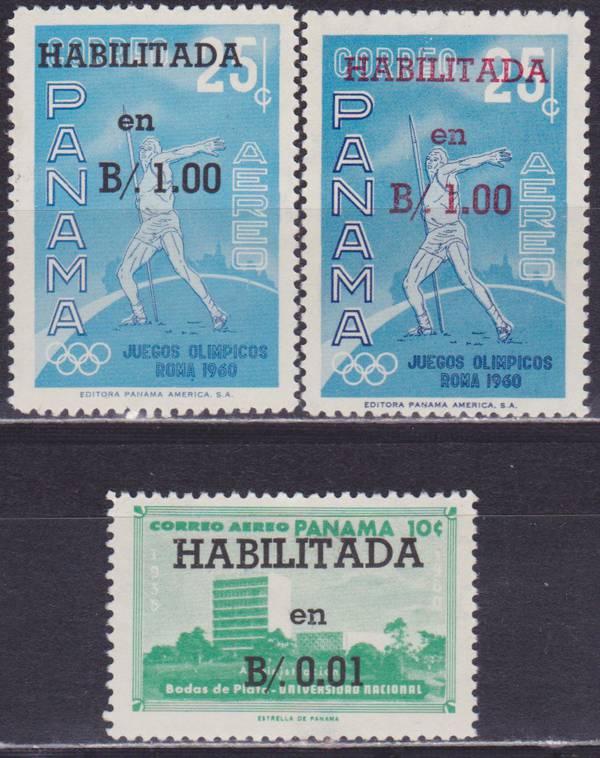 CORREO
25¢
HABILITADA
en
B/. 1.00
PANAMA
AEREO
JUEGOS OLIMPICOS
ROMA 1960
EDITORA PANAMA AMERICA, S.A.
CORREO
25¢
HABILITADA
en
B/. 1.00
PANAMA
AEREO
JUEGOS OLIMPICOS
ROMA 1960
EDITORA PANAMA AMERICA, S.A.
CORREO AEREO PANAMA 10¢
HABILITADA
en
B/. 0.01
Bodas de Plata - UNIVERSIDAD NACIONAL
ESTRELLA DE PANAMA